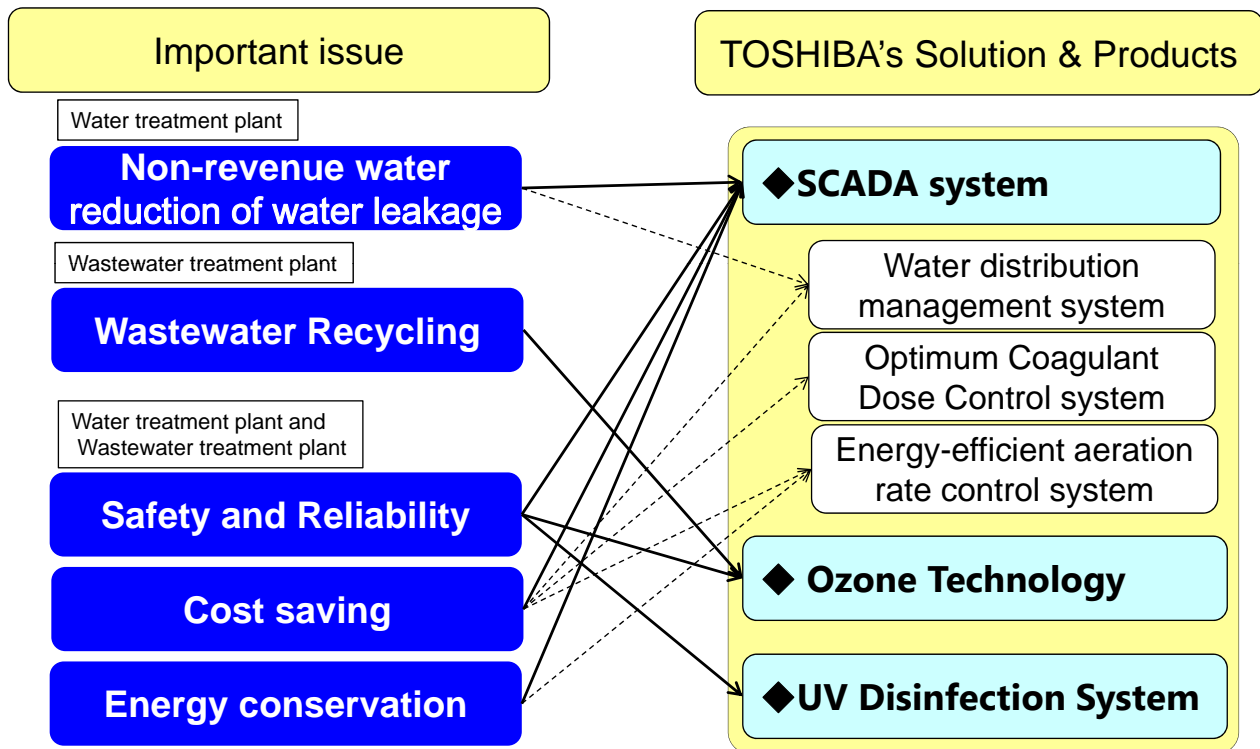 Important issue
TOSHIBA's Solution & Products
Water treatment plant
Non-revenue water
reduction of water leakage
Wastewater treatment plant
Wastewater Recycling
Water treatment plant and
Wastewater treatment plant
Safety and Reliability
Cost saving
Energy conservation
◆SCADA system
Water distribution
management system
Optimum Coagulant
Dose Control system
Energy-efficient aeration
rate control system
◆ Ozone Technology
◆UV Disinfection System